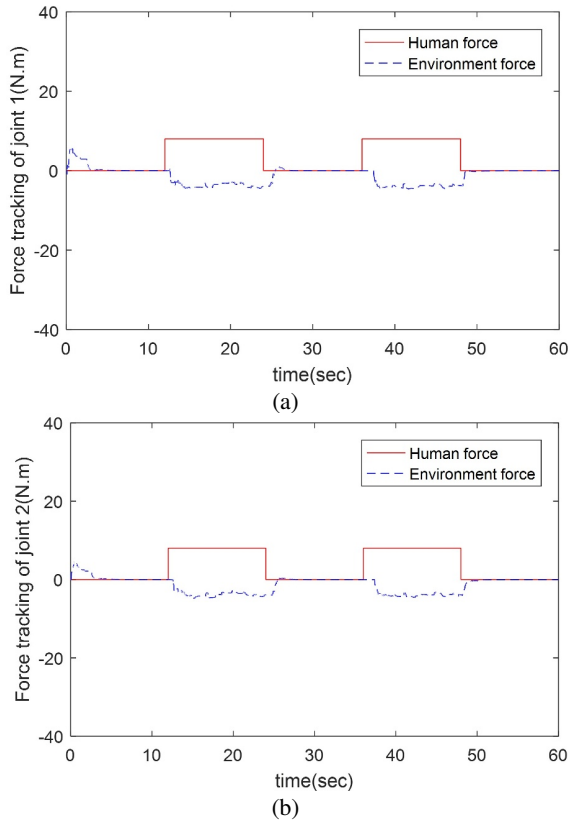 40
Human force
Environment force
20
Force tracking of joint 1(N.m)
0
-20
-40
0 10 20 30 40 50 60
time(sec)
(a)
40
Human force
Environment force
20
Force tracking of joint 2(N.m)
0
-20
-40
0 10 20 30 40 50 60
time(sec)
(b)